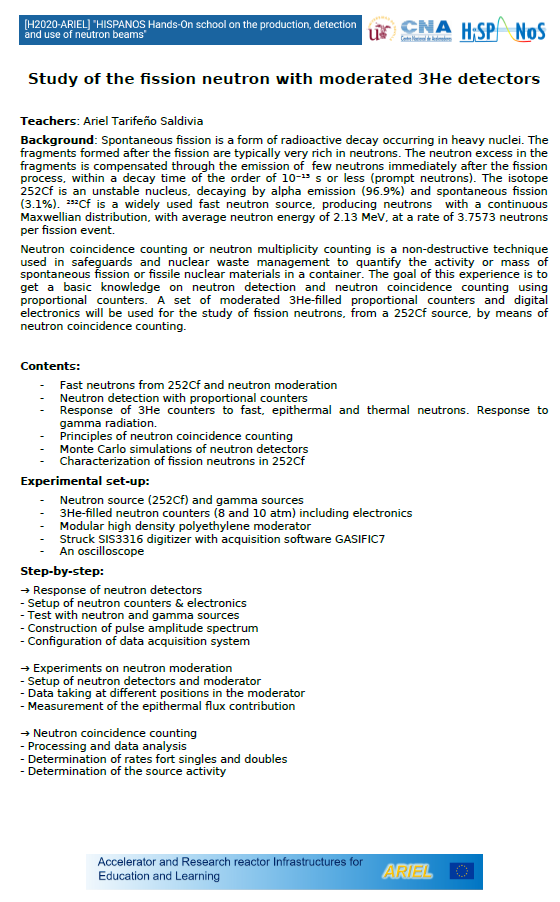 [H2020-ARIEL] "HISPANOS Hands-On school on the production, detection
and use of neutron beams"
CNA
Centro Nacional de Aceleradores
HiSPANoS
Study of the fission neutron with moderated 3He detectors
Teachers: Ariel Tarifeño Saldivia
Background: Spontaneous fission is a form of radioactive decay occurring in heavy nuclei. The
fragments formed after the fission are typically very rich in neutrons. The neutron excess in the
fragments is compensated through the emission of few neutrons immediately after the fission
process, within a decay time of the order of 10⁻¹³ s or less (prompt neutrons). The isotope
252Cf is an unstable nucleus, decaying by alpha emission (96.9%) and spontaneous fission
(3.1%). ²⁵²Cf is a widely used fast neutron source, producing neutrons with a continuous
Maxwellian distribution, with average neutron energy of 2.13 MeV, at a rate of 3.7573 neutrons
per fission event.
Neutron coincidence counting or neutron multiplicity counting is a non-destructive technique
used in safeguards and nuclear waste management to quantify the activity or mass of
spontaneous fission or fissile nuclear materials in a container. The goal of this experience is to
get a basic knowledge on neutron detection and neutron coincidence counting using
proportional counters. A set of moderated 3He-filled proportional counters and digital
electronics will be used for the study of fission neutrons, from a 252Cf source, by means of
neutron coincidence counting.
Contents:
- Fast neutrons from 252Cf and neutron moderation
- Neutron detection with proportional counters
- Response of 3He counters to fast, epithermal and thermal neutrons. Response to
gamma radiation.
- Principles of neutron coincidence counting
- Monte Carlo simulations of neutron detectors
- Characterization of fission neutrons in 252Cf
Experimental set-up:
- Neutron source (252Cf) and gamma sources
- 3He-filled neutron counters (8 and 10 atm) including electronics
- Modular high density polyethylene moderator
- Struck SIS3316 digitizer with acquisition software GASIFIC7
- An oscilloscope
Step-by-step:
→ Response of neutron detectors
- Setup of neutron counters & electronics
- Test with neutron and gamma sources
- Construction of pulse amplitude spectrum
- Configuration of data acquisition system
→ Experiments on neutron moderation
- Setup of neutron detectors and moderator
- Data taking at different positions in the moderator
- Measurement of the epithermal flux contribution
→ Neutron coincidence counting
- Processing and data analysis
- Determination of rates fort singles and doubles
- Determination of the source activity
Accelerator and Research reactor Infrastructures for
Education and Learning
ARIEL